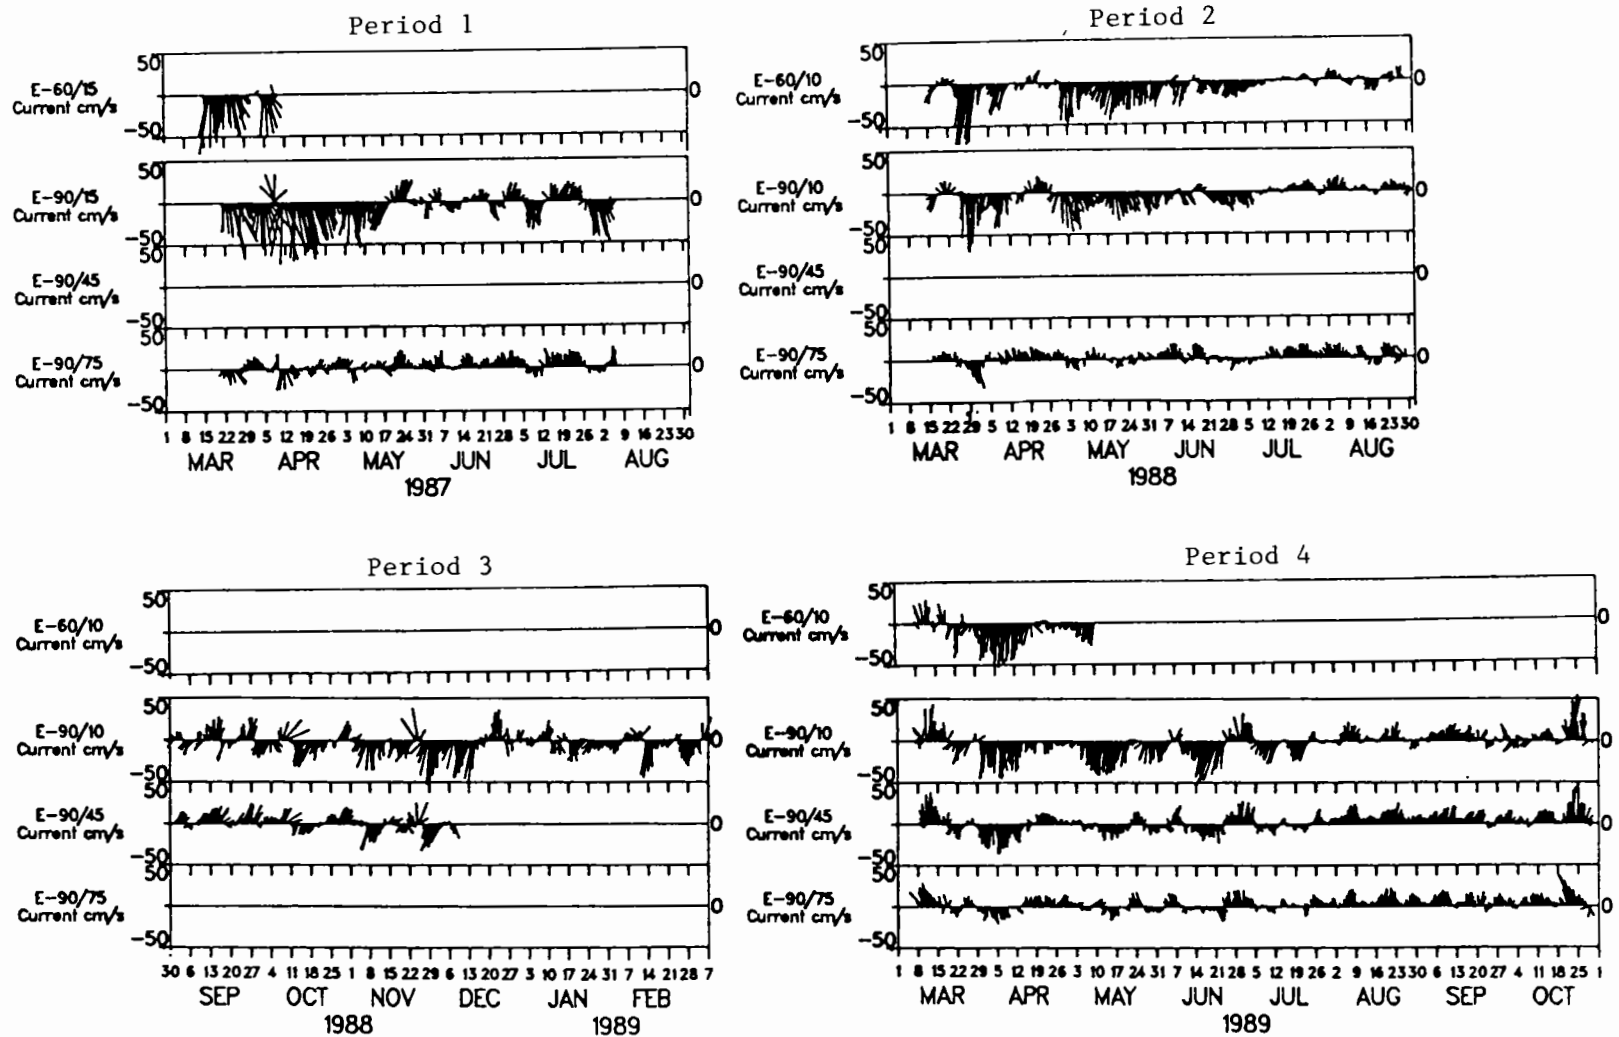 Period 1
50
E-60/15
Current cm/s
0
-50
50
E-90/15
Current cm/s
0
-50
50
E-90/45
Current cm/s
0
-50
50
E-90/75
Current cm/s
0
-50
1 8 15 22 29 5 12 19 26 3 10 17 24 31 7 14 21 28 5 12 19 26 2 9 16 23 30
MAR APR MAY JUN JUL AUG
1987
Period 2
50
E-60/10
Current cm/s
0
-50
50
E-90/10
Current cm/s
0
-50
50
E-90/45
Current cm/s
0
-50
50
E-90/75
Current cm/s
0
-50
1 8 15 22 29 5 12 19 26 3 10 17 24 31 7 14 21 28 5 12 19 26 2 9 16 23 30
MAR APR MAY JUN JUL AUG
1988
Period 3
50
E-60/10
Current cm/s
0
-50
50
E-90/10
Current cm/s
0
-50
50
E-90/45
Current cm/s
0
-50
50
E-90/75
Current cm/s
0
-50
30 6 13 20 27 4 11 18 25 1 8 15 22 29 6 13 20 27 3 10 17 24 31 7 14 21 28 7
SEP OCT NOV DEC JAN FEB
1988 1989
Period 4
50
E-60/10
Current cm/s
0
-50
50
E-90/10
Current cm/s
0
-50
50
E-90/45
Current cm/s
0
-50
50
E-90/75
Current cm/s
0
-50
1 8 15 22 29 5 12 19 26 3 10 17 24 31 7 14 21 28 5 12 19 26 2 9 16 23 30 6 13 20 27 4 11 18 25 1
MAR APR MAY JUN JUL AUG SEP OCT
1989